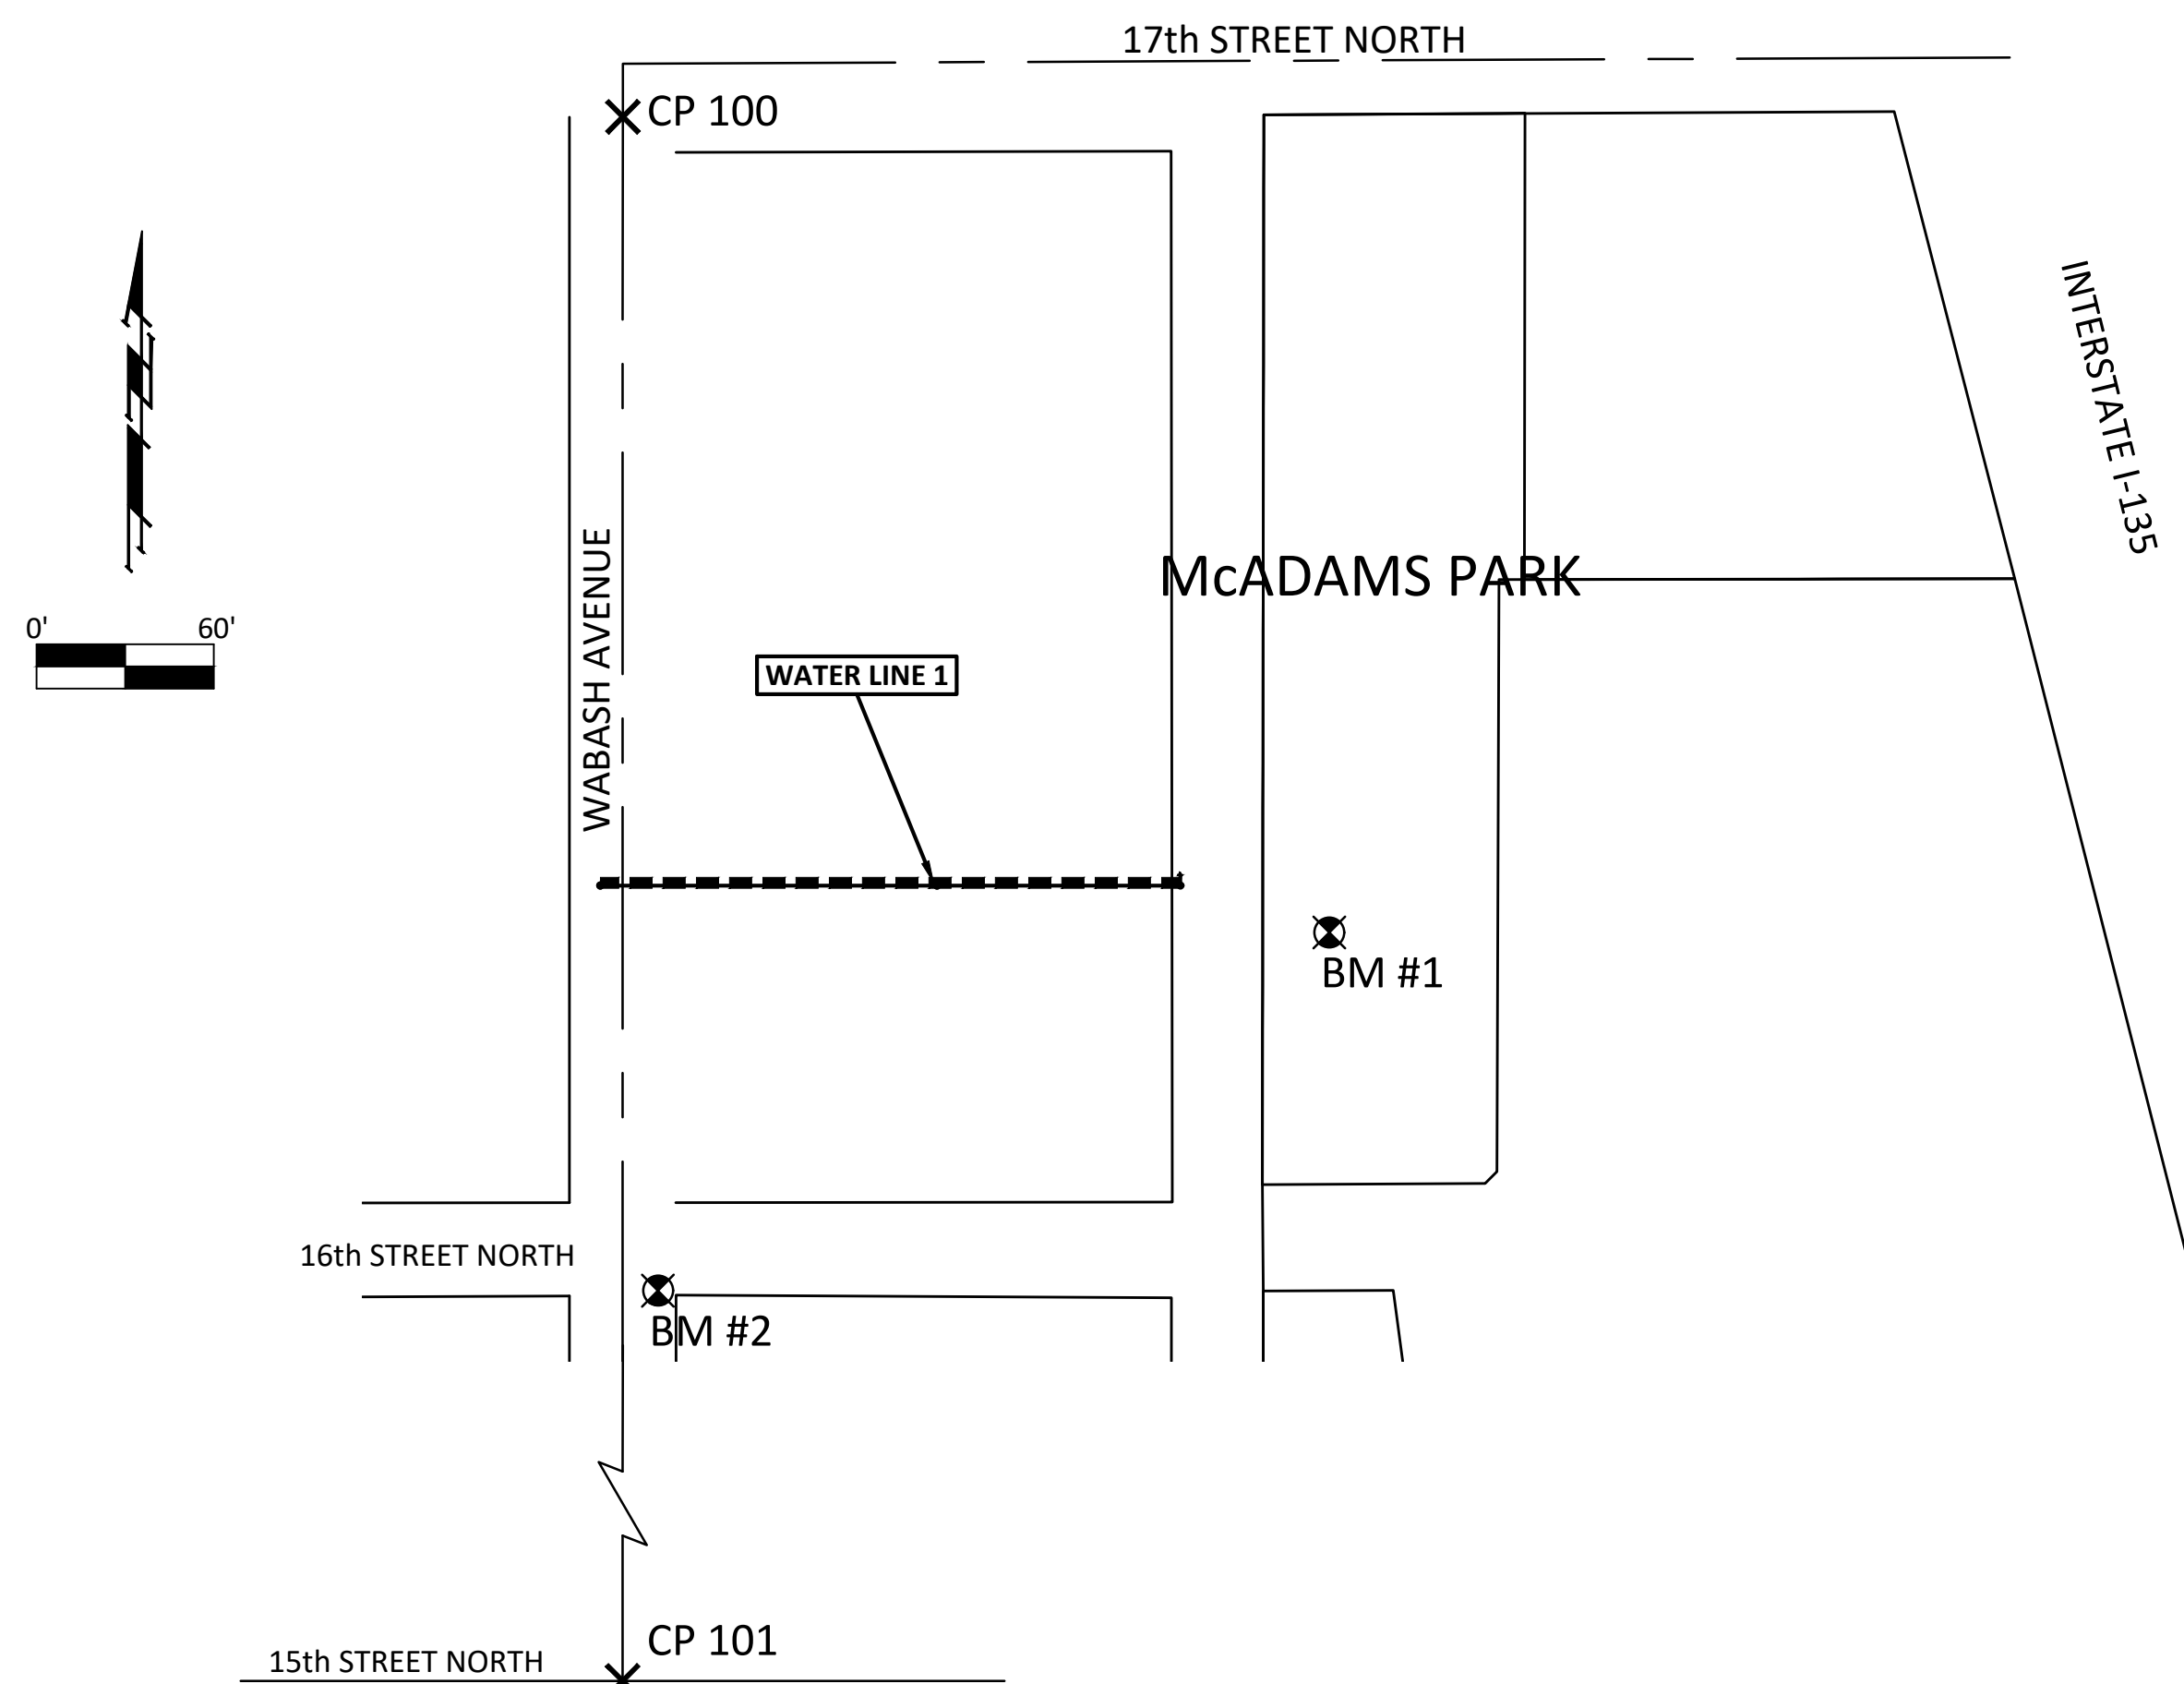 17th STREET NORTH
CP 100
INTERSTATE I-135
WABASH AVENUE
McADAMS PARK
0' 60'
WATER LINE 1
BM #1
16th STREET NORTH
BM #2
CP 101
15th STREET NORTH